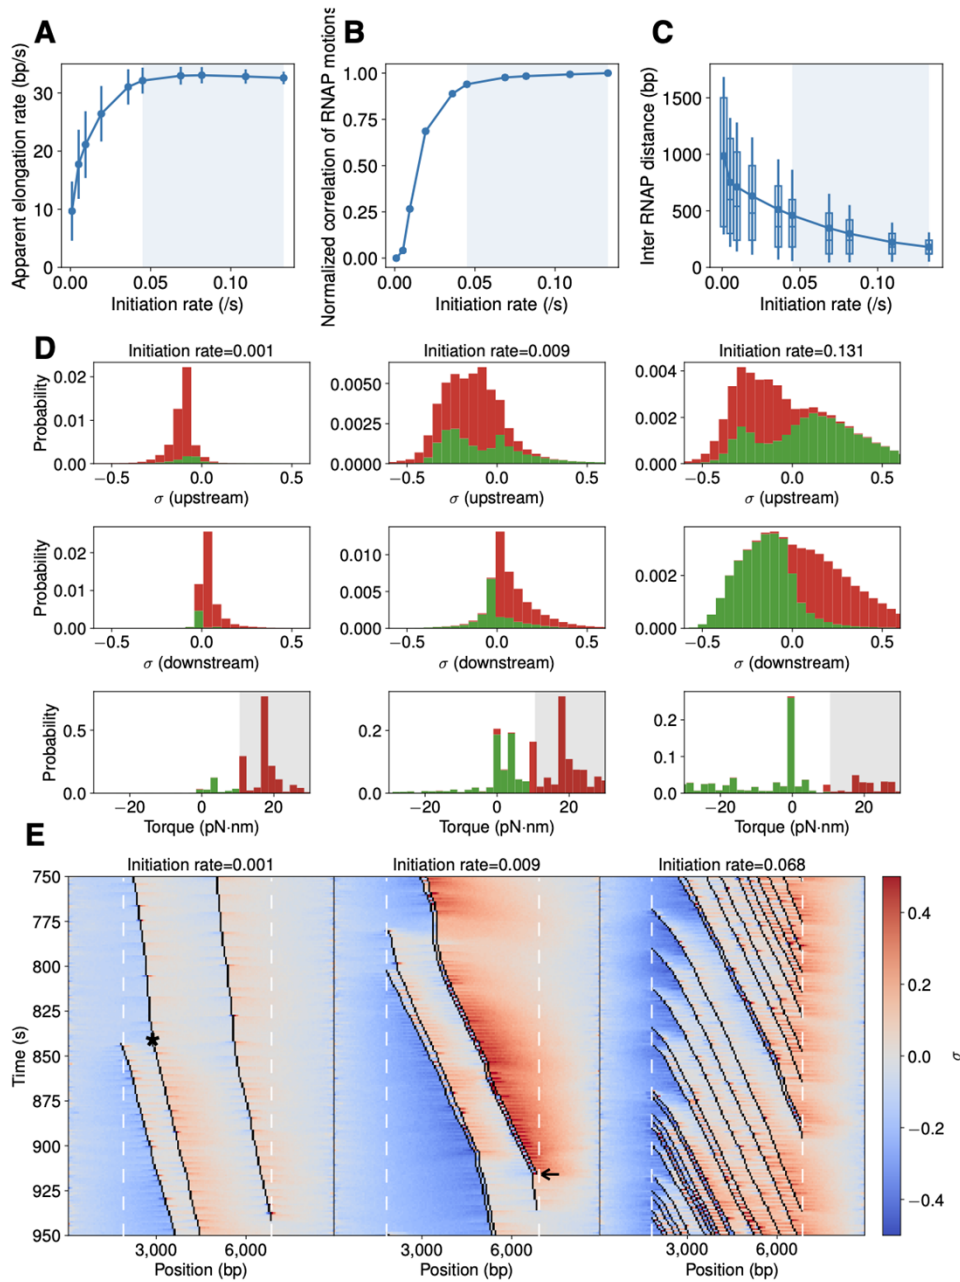 A
B
C
Apparent elongation rate (bp/s)
30
20
10
0
0.00
0.05
0.10
Initiation rate (/s)
Normalized correlation of RNAP motions
1.00
0.75
0.50
0.25
0.00
0.00
0.05
0.10
Initiation rate (/s)
Inter RNAP distance (bp)
1500
1000
500
0
0.00
0.05
0.10
Initiation rate (/s)
D
Initiation rate=0.001
Probability
0.02
0.01
0.00
−0.5
0.0
0.5
σ (upstream)
Initiation rate=0.009
0.0050
0.0025
0.0000
−0.5
0.0
0.5
σ (upstream)
Initiation rate=0.131
0.004
0.002
0.000
−0.5
0.0
0.5
σ (upstream)
Probability
0.02
0.01
0.00
−0.5
0.0
0.5
σ (downstream)
0.010
0.005
0.000
−0.5
0.0
0.5
σ (downstream)
0.002
0.000
−0.5
0.0
0.5
σ (downstream)
Probability
0.5
0.0
−20
0
20
Torque (pN·nm)
0.2
0.0
−20
0
20
Torque (pN·nm)
0.2
0.1
0.0
−20
0
20
Torque (pN·nm)
E
Initiation rate=0.001
Initiation rate=0.009
Initiation rate=0.068
Time (s)
750
775
800
825
850
875
900
925
950
3,000
6,000
Position (bp)
3,000
6,000
Position (bp)
3,000
6,000
Position (bp)
0.4
0.2
0.0
−0.2
−0.4
σ